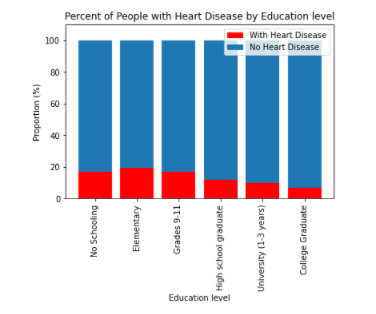 Percent of People with Heart Disease by Education level
With Heart Disease
No Heart Disease
Proportion (%)
100
80
60
40
20
0
No Schooling
Elementary
Grades 9-11
High school graduate
University (1-3 years)
College Graduate
Education level